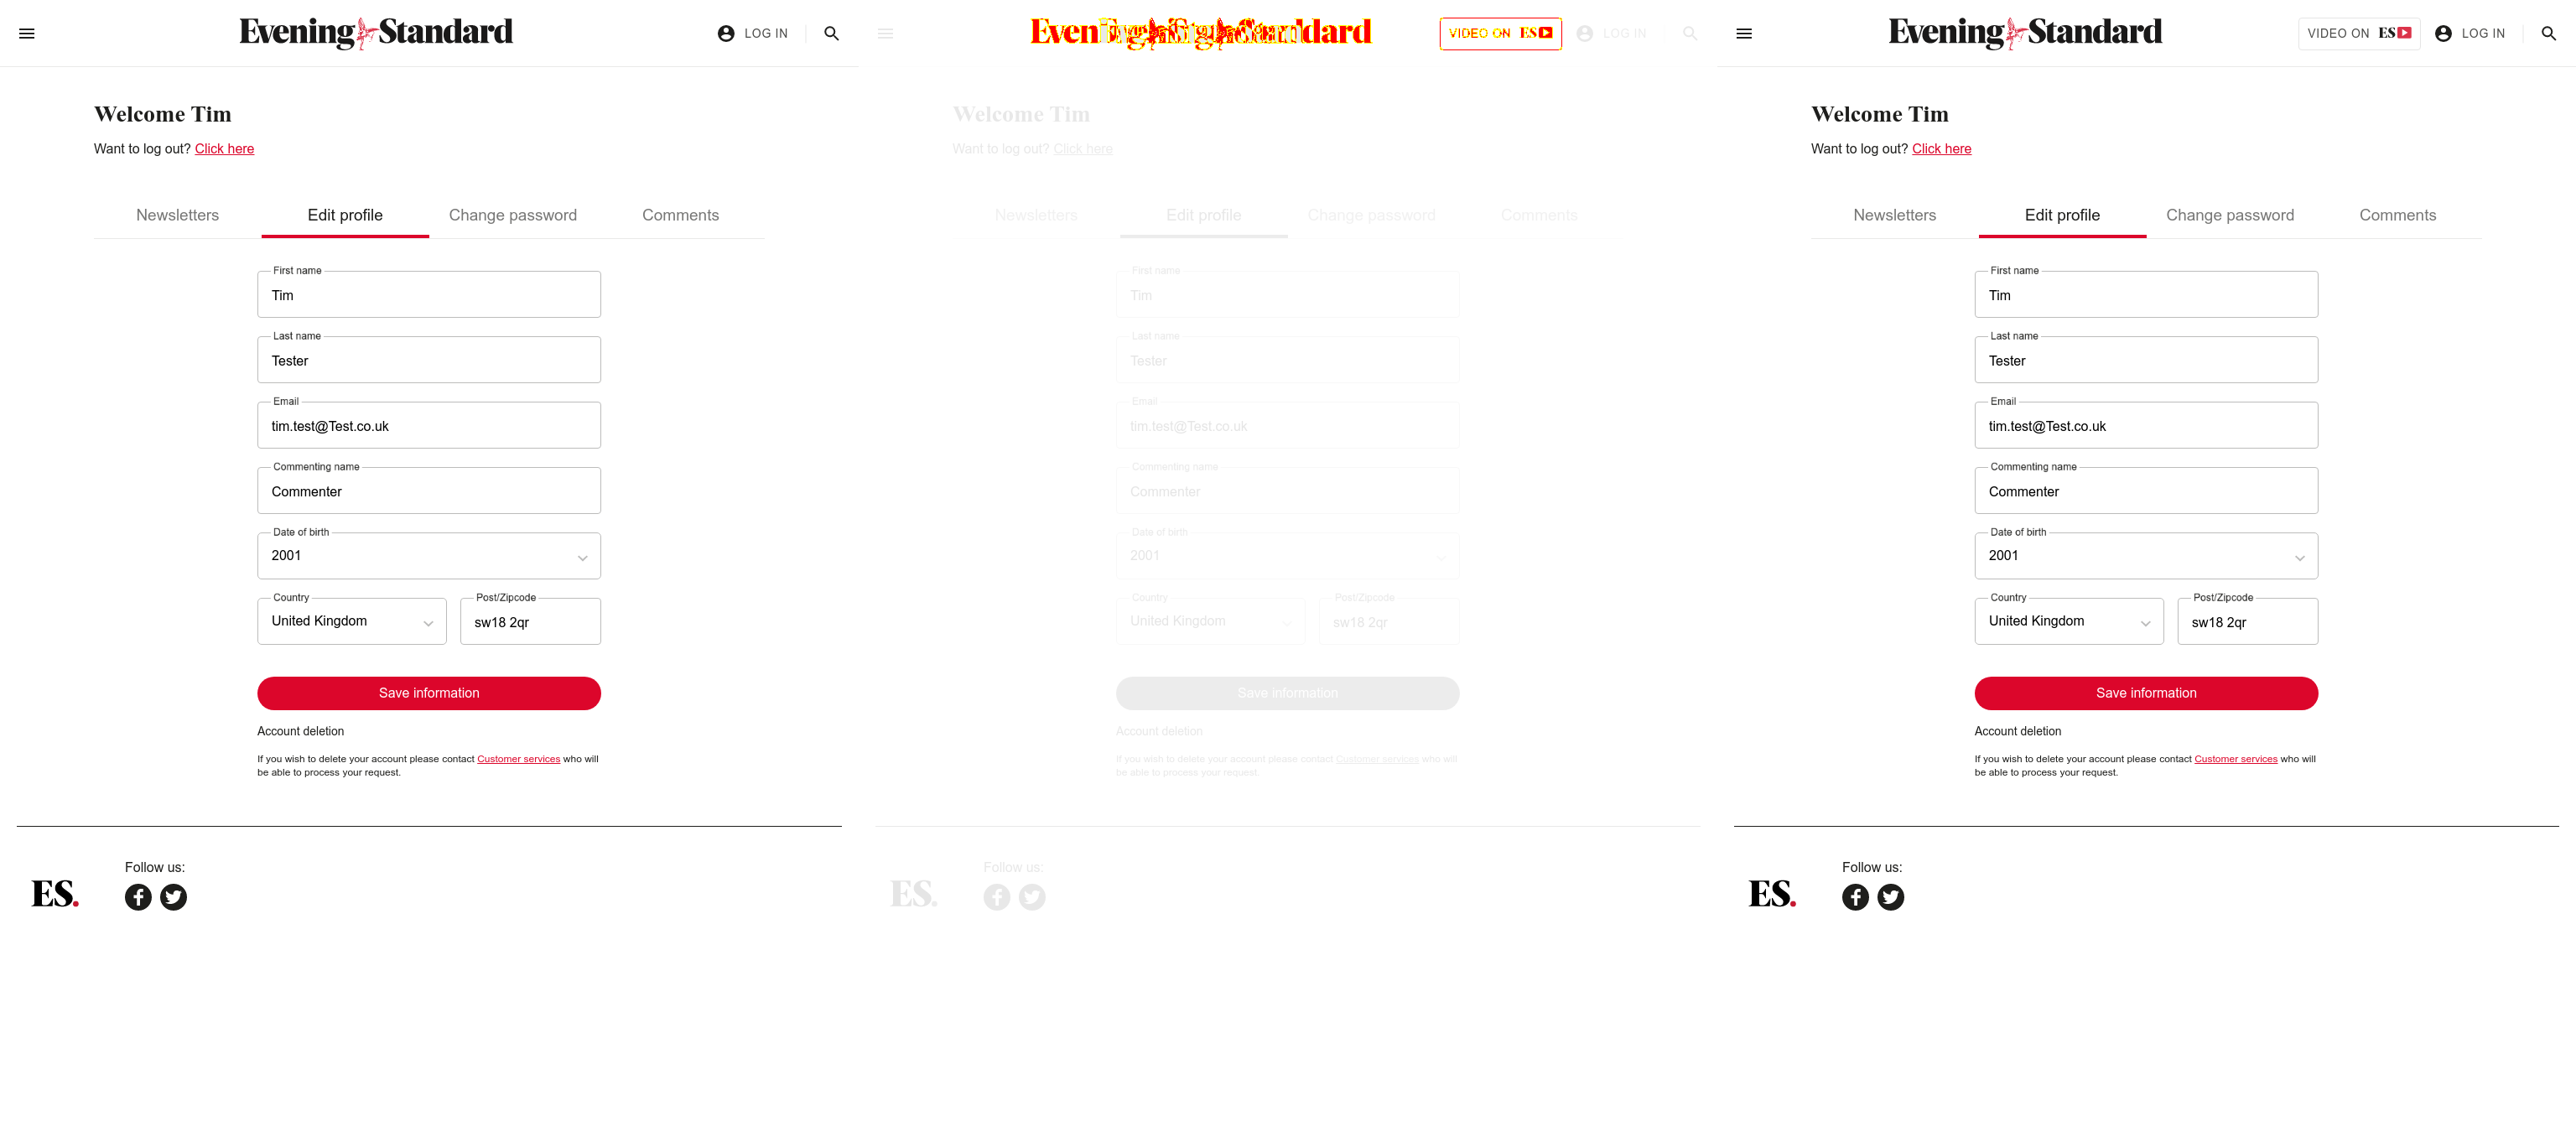 Evening Standard
LOG IN
Welcome Tim
Want to log out? Click here
Newsletters Edit profile Change password Comments
First name
Tim
Last name
Tester
Email
tim.test@Test.co.uk
Commenting name
Commenter
Date of birth
2001
Country Post/Zipcode
United Kingdom sw18 2qr
Save information
Account deletion
If you wish to delete your account please contact Customer services who will
be able to process your request.
Follow us:
ES.
VIDEO ON ES LOG IN
Welcome Tim
Want to log out? Click here
Newsletters Edit profile Change password Comments
First name
Tim
Last name
Tester
Email
tim.test@Test.co.uk
Commenting name
Commenter
Date of birth
2001
Country Post/Zipcode
United Kingdom sw18 2qr
Save information
Account deletion
If you wish to delete your account please contact Customer services who will
be able to process your request.
Follow us:
ES.
Evening Standard
VIDEO ON ES LOG IN
Welcome Tim
Want to log out? Click here
Newsletters Edit profile Change password Comments
First name
Tim
Last name
Tester
Email
tim.test@Test.co.uk
Commenting name
Commenter
Date of birth
2001
Country Post/Zipcode
United Kingdom sw18 2qr
Save information
Account deletion
If you wish to delete your account please contact Customer services who will
be able to process your request.
Follow us:
ES.